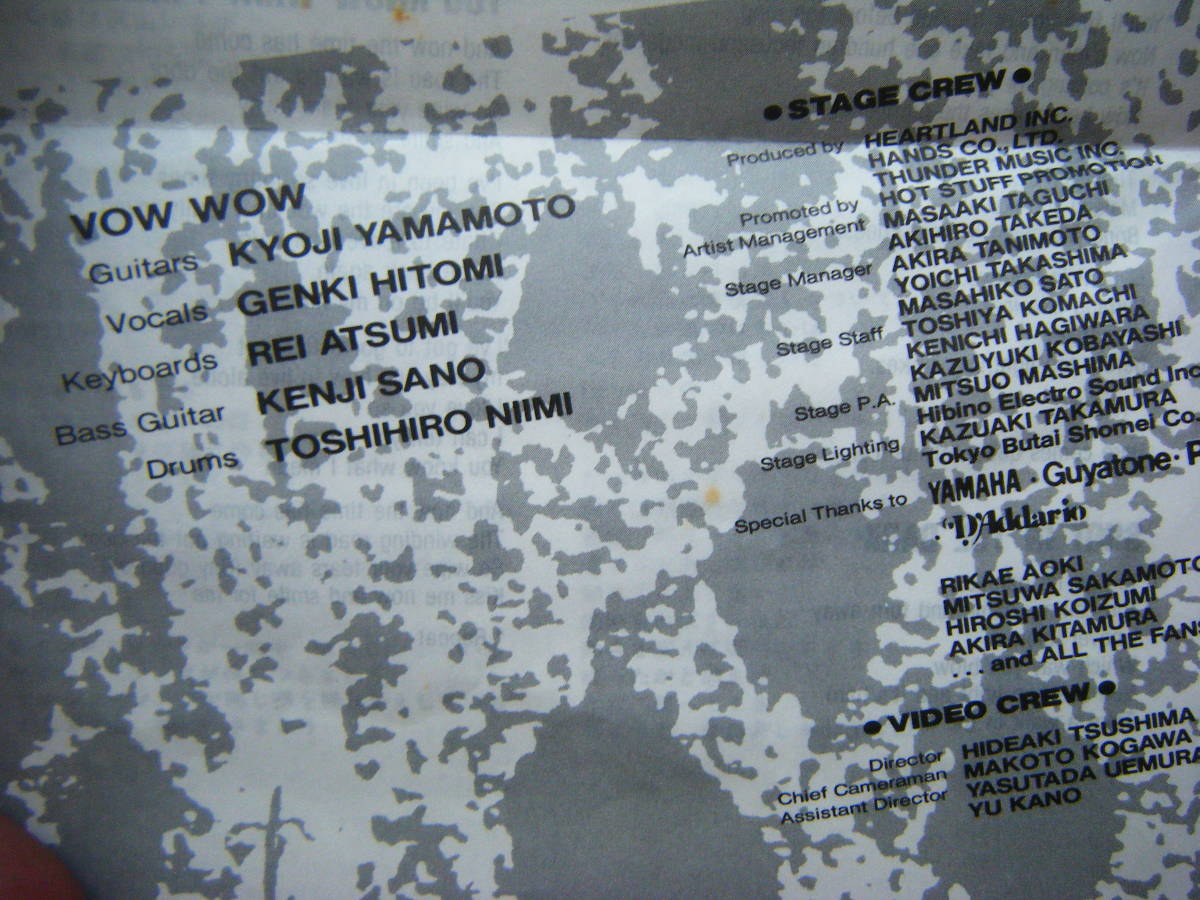 VOW WOW
Guitars KYOJI YAMAMOTO
Vocals GENKI HITOMI
Keyboards REI ATSUMI
Bass Guitar KENJI SANO
Drums TOSHIHIRO NIIMI
●STAGE CREW●
Produced by HEARTLAND INC.
HANDS CO., LTD.
THUNDER MUSIC INC.
Promoted by HOT STUFF PROMOTION
Artist Management MASAAKI TAGUCHI
AKIHIRO TAKEDA
Stage Manager AKIRA TANIMOTO
YOICHI TAKASHIMA
MASAHIKO SATO
Stage Staff TOSHIYA KOMACHI
KENICHI HAGIWARA
KAZUYUKI KOBAYASHI
Stage P.A. MITSUO MASHIMA
Hibino Electro Sound Inc
Stage Lighting KAZUAKI TAKAMURA
Tokyo Butai Shomei Co.
Special Thanks to YAMAHA · Guyatone ·
D'Addario
RIKAE AOKI
MITSUWA SAKAMOTO
HIROSHI KOIZUMI
AKIRA KITAMURA
... and ALL THE FANS
●VIDEO CREW●
Director HIDEAKI TSUSHIMA
Chief Cameraman MAKOTO KOGAWA
Assistant Director YASUTADA UEMURA
YU KANO